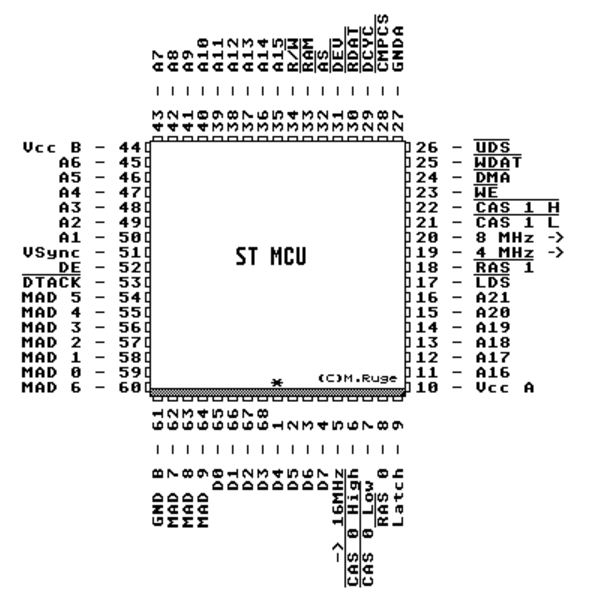 A7 - 43
A8 - 42
A9 - 41
A10 - 40
A11 - 39
A12 - 38
A13 - 37
A14 - 36
A15 - 35
R/W - 34
RAM - 33
AS - 32
DEV - 31
RDAT - 30
DCYC - 29
CMPCS - 28
GNDA - 27
Vcc B - 44
A6 - 45
A5 - 46
A4 - 47
A3 - 48
A2 - 49
A1 - 50
VSync - 51
DE - 52
DTACK - 53
MAD 5 - 54
MAD 4 - 55
MAD 3 - 56
MAD 2 - 57
MAD 1 - 58
MAD 0 - 59
MAD 6 - 60
ST MCU
* (C)M.Ruge
26 - UDS
25 - WDAT
24 - DMA
23 - WE
22 - CAS 1 H
21 - CAS 1 L
20 - 8 MHz ->
19 - 4 MHz ->
18 - RAS 1
17 - LDS
16 - A21
15 - A20
14 - A19
13 - A18
12 - A17
11 - A16
10 - Vcc A
GND B - 61
MAD 7 - 62
MAD 8 - 63
MAD 9 - 64
D0 - 65
D1 - 66
D2 - 67
D3 - 68
D4 - 1
D5 - 2
D6 - 3
D7 - 4
-> 16MHz - 5
CAS 0 High - 6
CAS 0 Low - 7
RAS 0 - 8
Latch - 9